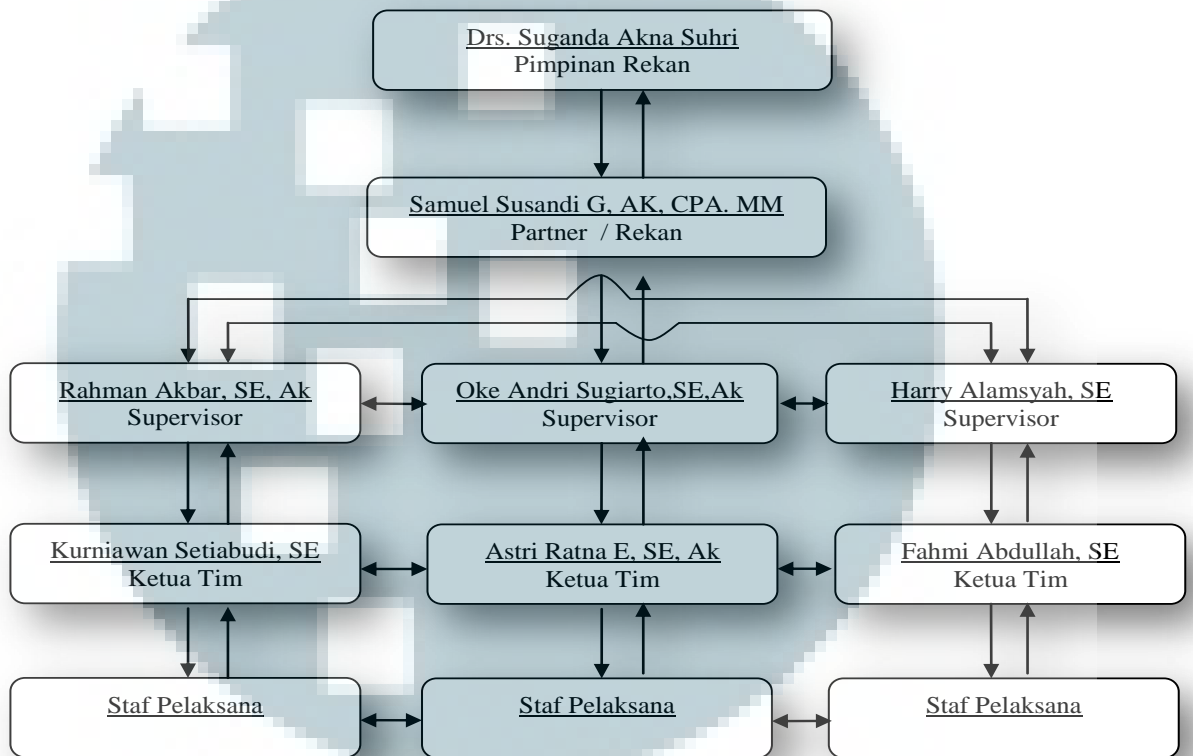 Drs. Suganda Akna Suhri
Pimpinan Rekan
Samuel Susandi G, AK, CPA. MM
Partner / Rekan
Rahman Akbar, SE, Ak
Supervisor
Oke Andri Sugiarto,SE,Ak
Supervisor
Harry Alamsyah, SE
Supervisor
Kurniawan Setiabudi, SE
Ketua Tim
Astri Ratna E, SE, Ak
Ketua Tim
Fahmi Abdullah, SE
Ketua Tim
Staf Pelaksana
Staf Pelaksana
Staf Pelaksana